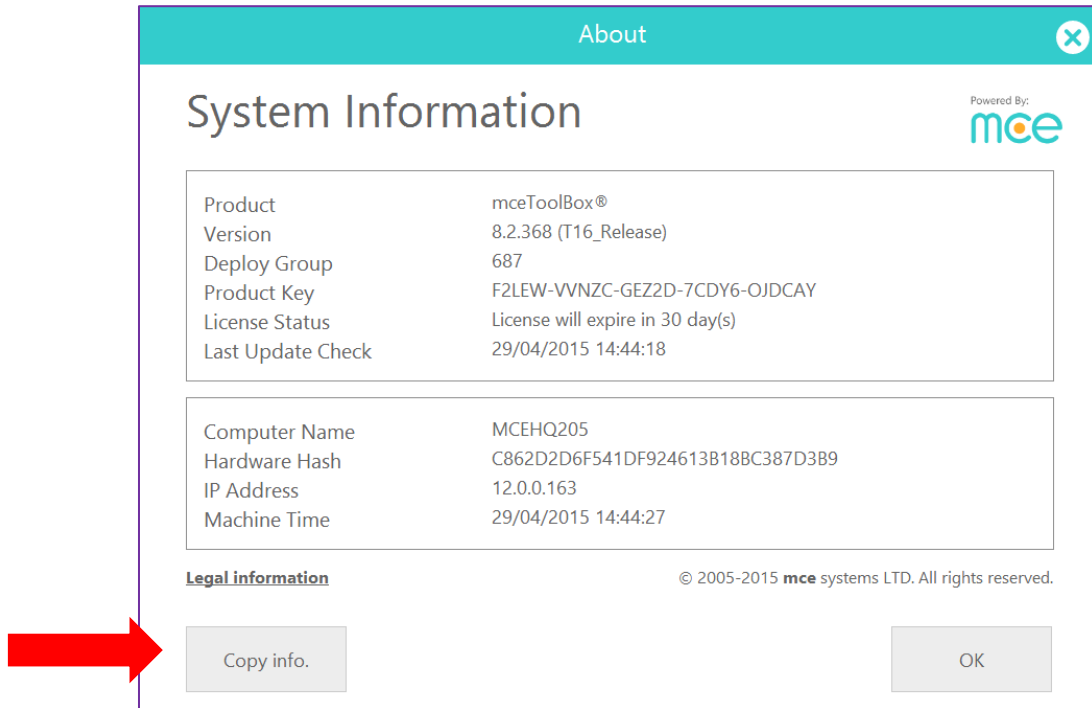 About
System Information
Powered By:
mce
Product mceToolBox®
Version 8.2.368 (T16_Release)
Deploy Group 687
Product Key F2LEW-VVNZC-GEZ2D-7CDY6-OJDCAY
License Status License will expire in 30 day(s)
Last Update Check 29/04/2015 14:44:18
Computer Name MCEHQ205
Hardware Hash C862D2D6F541DF924613B18BC387D3B9
IP Address 12.0.0.163
Machine Time 29/04/2015 14:44:27
Legal information © 2005-2015 mce systems LTD. All rights reserved.
Copy info. OK